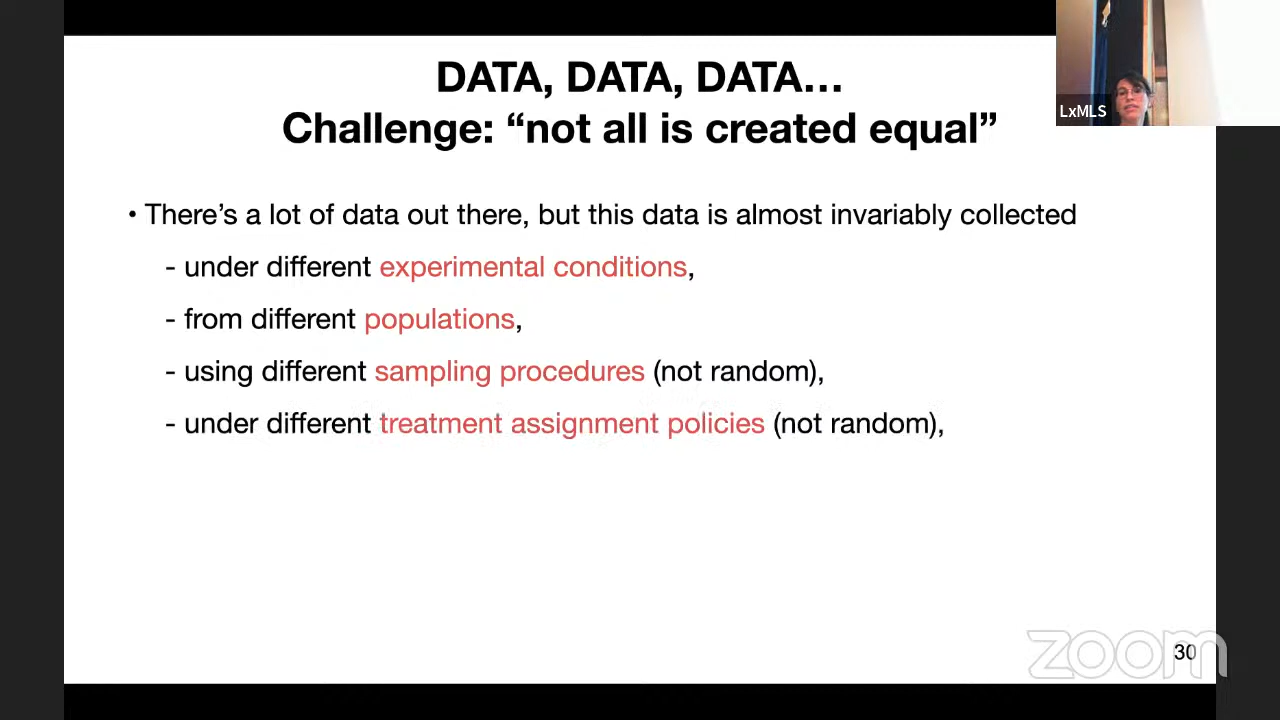 DATA, DATA, DATA…
Challenge: “not all is created equal”
LxMLS
• There’s a lot of data out there, but this data is almost invariably collected
- under different experimental conditions,
- from different populations,
- using different sampling procedures (not random),
- under different treatment assignment policies (not random),
zoom
30